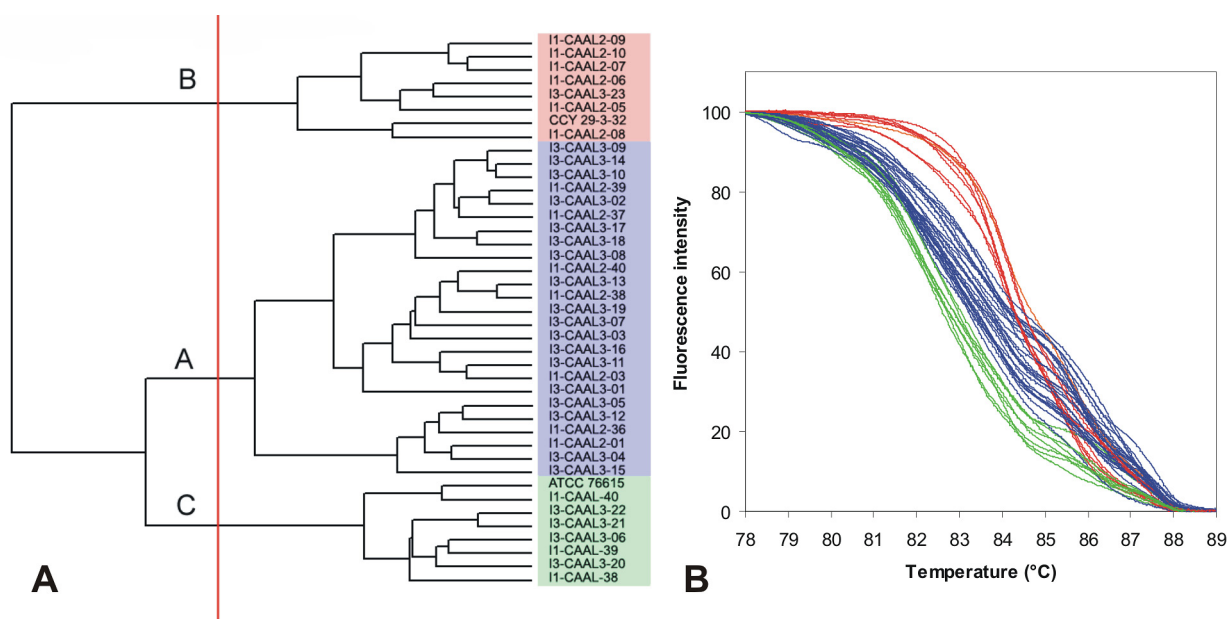 B
A
C
I1-CAAL2-09
I1-CAAL2-10
I1-CAAL2-07
I1-CAAL2-06
I3-CAAL3-23
I1-CAAL2-05
CCY 29-3-32
I1-CAAL2-08
I3-CAAL3-09
I3-CAAL3-14
I3-CAAL3-10
I1-CAAL2-39
I3-CAAL3-02
I1-CAAL2-37
I3-CAAL3-17
I3-CAAL3-18
I3-CAAL3-08
I1-CAAL2-40
I3-CAAL3-13
I1-CAAL2-38
I3-CAAL3-19
I3-CAAL3-07
I3-CAAL3-03
I3-CAAL3-16
I3-CAAL3-11
I1-CAAL2-03
I3-CAAL3-01
I3-CAAL3-05
I3-CAAL3-12
I1-CAAL2-36
I1-CAAL2-01
I3-CAAL3-04
I3-CAAL3-15
ATCC 76615
I1-CAAL-40
I3-CAAL3-22
I3-CAAL3-21
I3-CAAL3-06
I1-CAAL-39
I3-CAAL3-20
I1-CAAL-38
A
Fluorescence intensity
100
80
60
40
20
0
78 79 80 81 82 83 84 85 86 87 88 89
Temperature (°C)
B